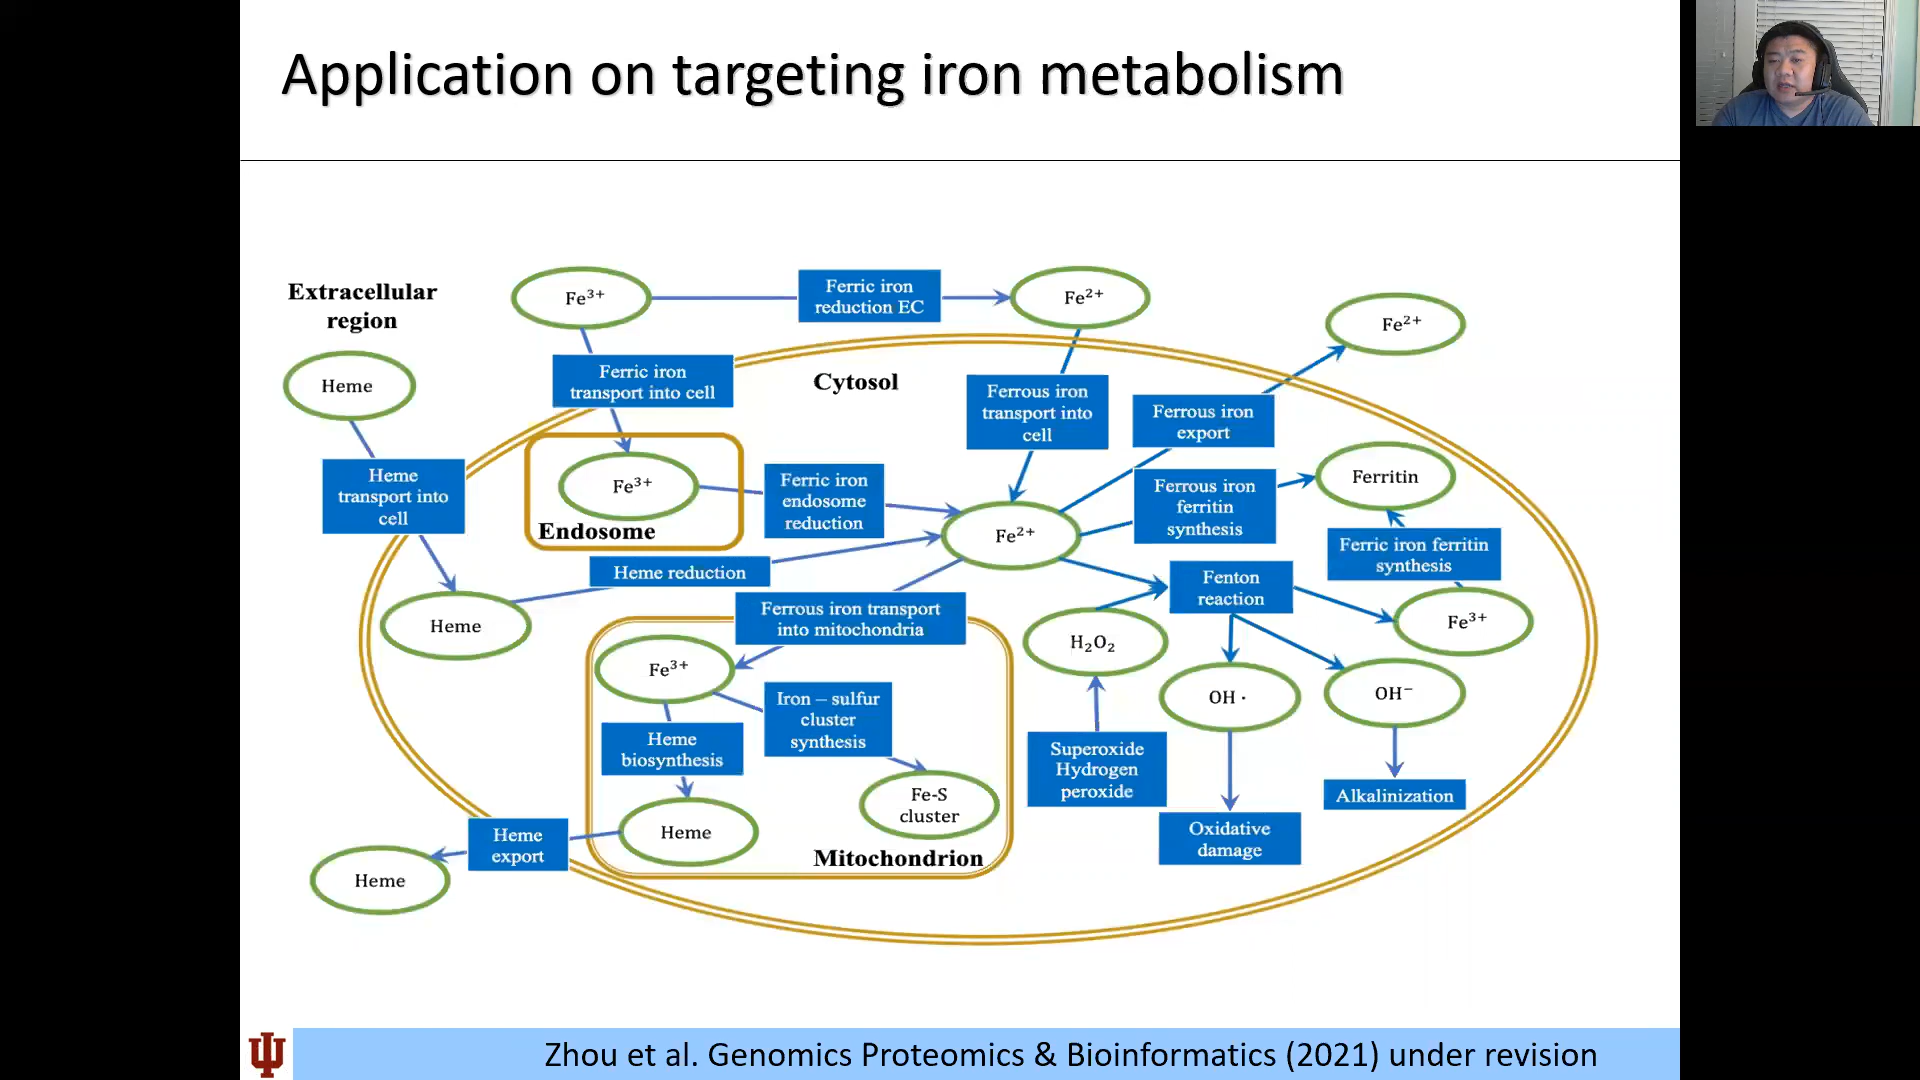 Application on targeting iron metabolism
Extracellular
region
Fe³⁺
Ferric iron
reduction EC
Fe²⁺
Fe²⁺
Heme
Ferric iron
transport into cell
Cytosol
Ferrous iron
transport into
cell
Ferrous iron
export
Heme
transport into
cell
Fe³⁺
Endosome
Ferric iron
endosome
reduction
Fe²⁺
Ferrous iron
ferritin
synthesis
Ferritin
Ferric iron ferritin
synthesis
Heme reduction
Heme
Ferrous iron transport
into mitochondria
Fenton
reaction
Fe³⁺
Fe³⁺
H₂O₂
OH ·
OH⁻
Iron – sulfur
cluster
synthesis
Heme
biosynthesis
Superoxide
Hydrogen
peroxide
Alkalinization
Fe-S
cluster
Heme
Mitochondrion
Oxidative
damage
Heme
export
Heme
Zhou et al. Genomics Proteomics & Bioinformatics (2021) under revision